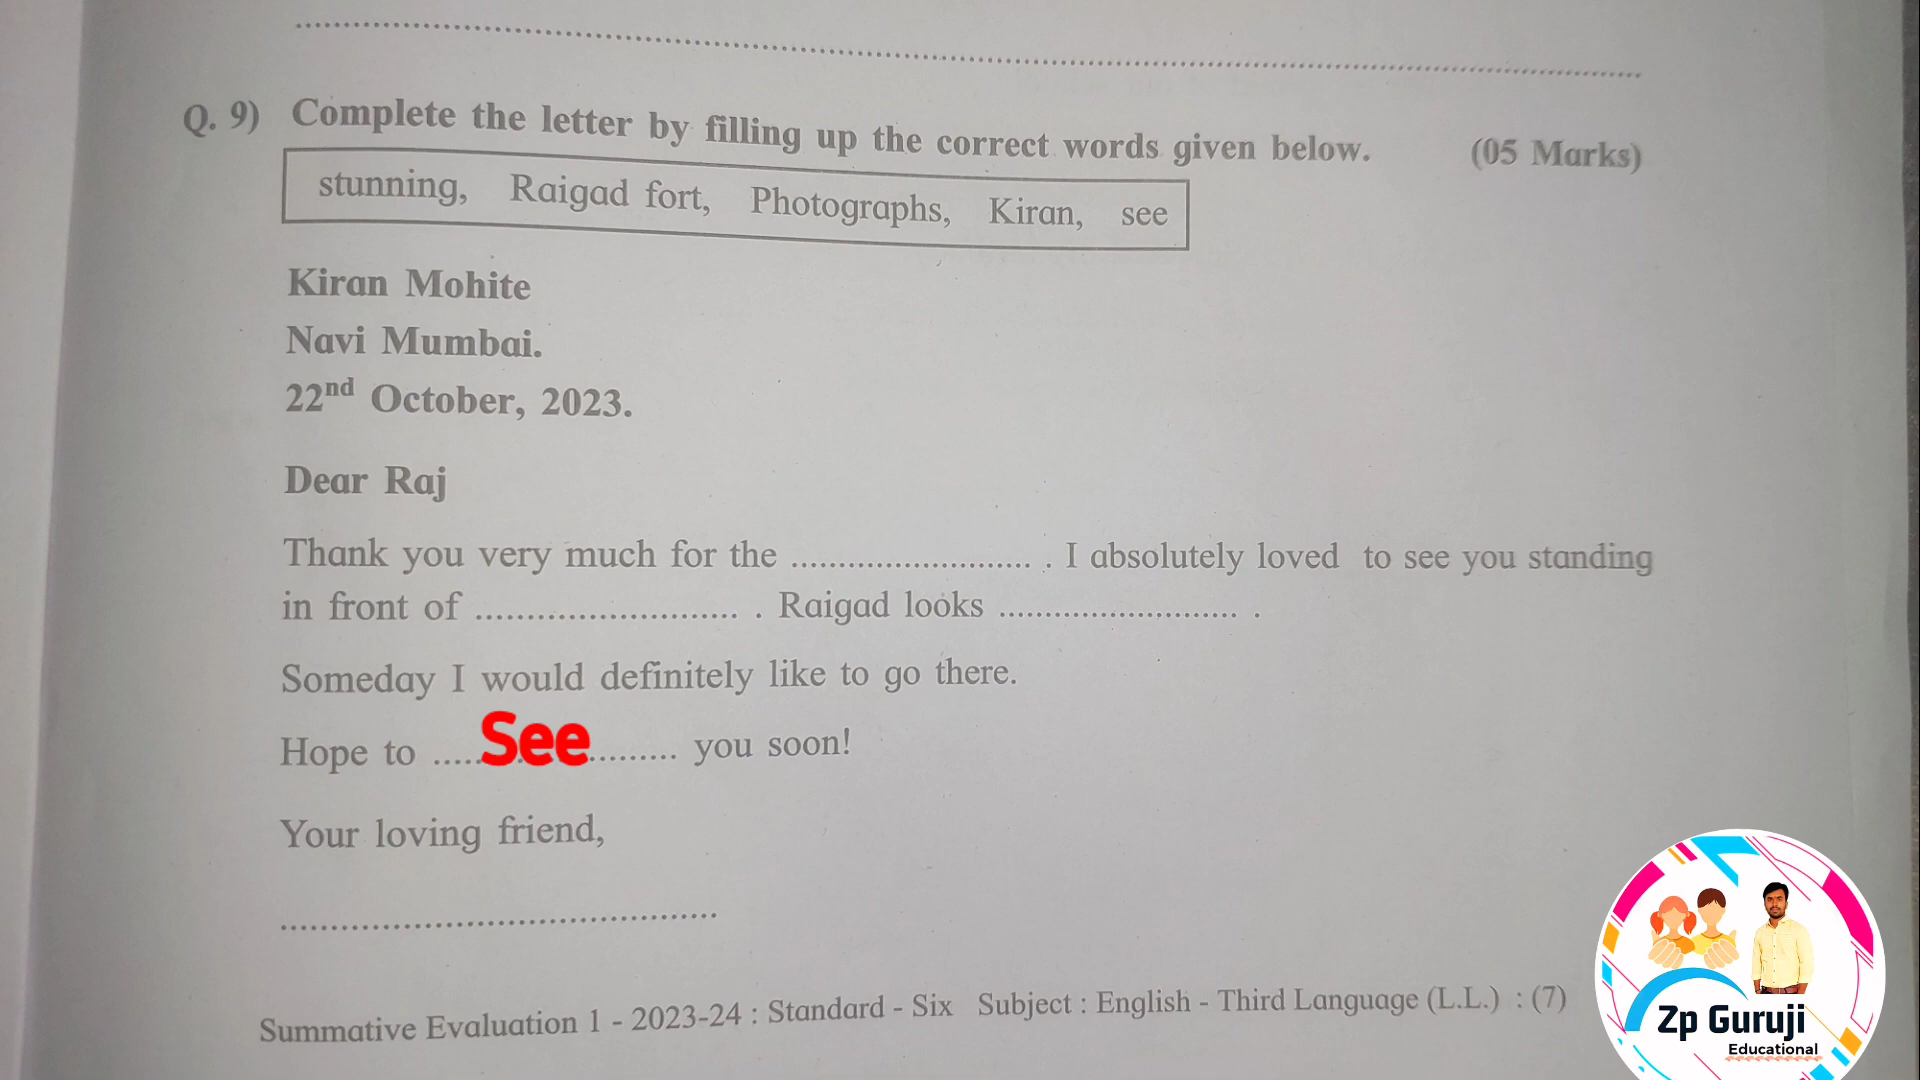 Q. 9) Complete the letter by filling up the correct words given below. (05 Marks)
stunning, Raigad fort, Photographs, Kiran, see
Kiran Mohite
Navi Mumbai.
22nd October, 2023.
Dear Raj
Thank you very much for the .......................... . I absolutely loved to see you standing
in front of .......................... . Raigad looks .......................... .
Someday I would definitely like to go there.
Hope to .....See......... you soon!
Your loving friend,
............................................
Summative Evaluation 1 - 2023-24 : Standard - Six Subject : English - Third Language (L.L.) : (7)
Zp Guruji
Educational